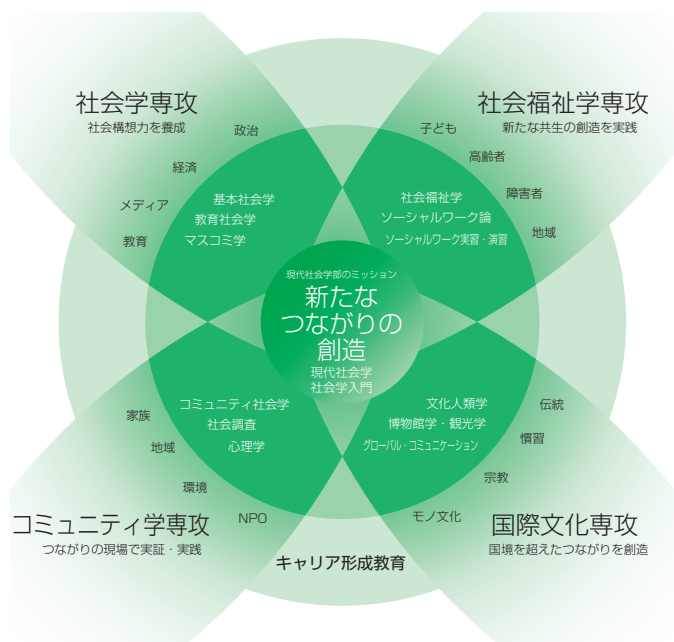 社会学専攻
社会構想力を養成
政治
経済
メディア
教育
基本社会学
教育社会学
マスコミ学
社会福祉学専攻
新たな共生の創造を実践
子ども
高齢者
障害者
地域
社会福祉学
ソーシャルワーク論
ソーシャルワーク実習・演習
現代社会学部のミッション
新たな
つながりの
創造
現代社会学
社会学入門
コミュニティ社会学
社会調査
心理学
家族
地域
環境
NPO
コミュニティ学専攻
つながりの現場で実証・実践
文化人類学
博物館学・観光学
グローバル・コミュニケーション
伝統
慣習
宗教
モノ文化
国際文化専攻
国境を超えたつながりを創造
キャリア形成教育